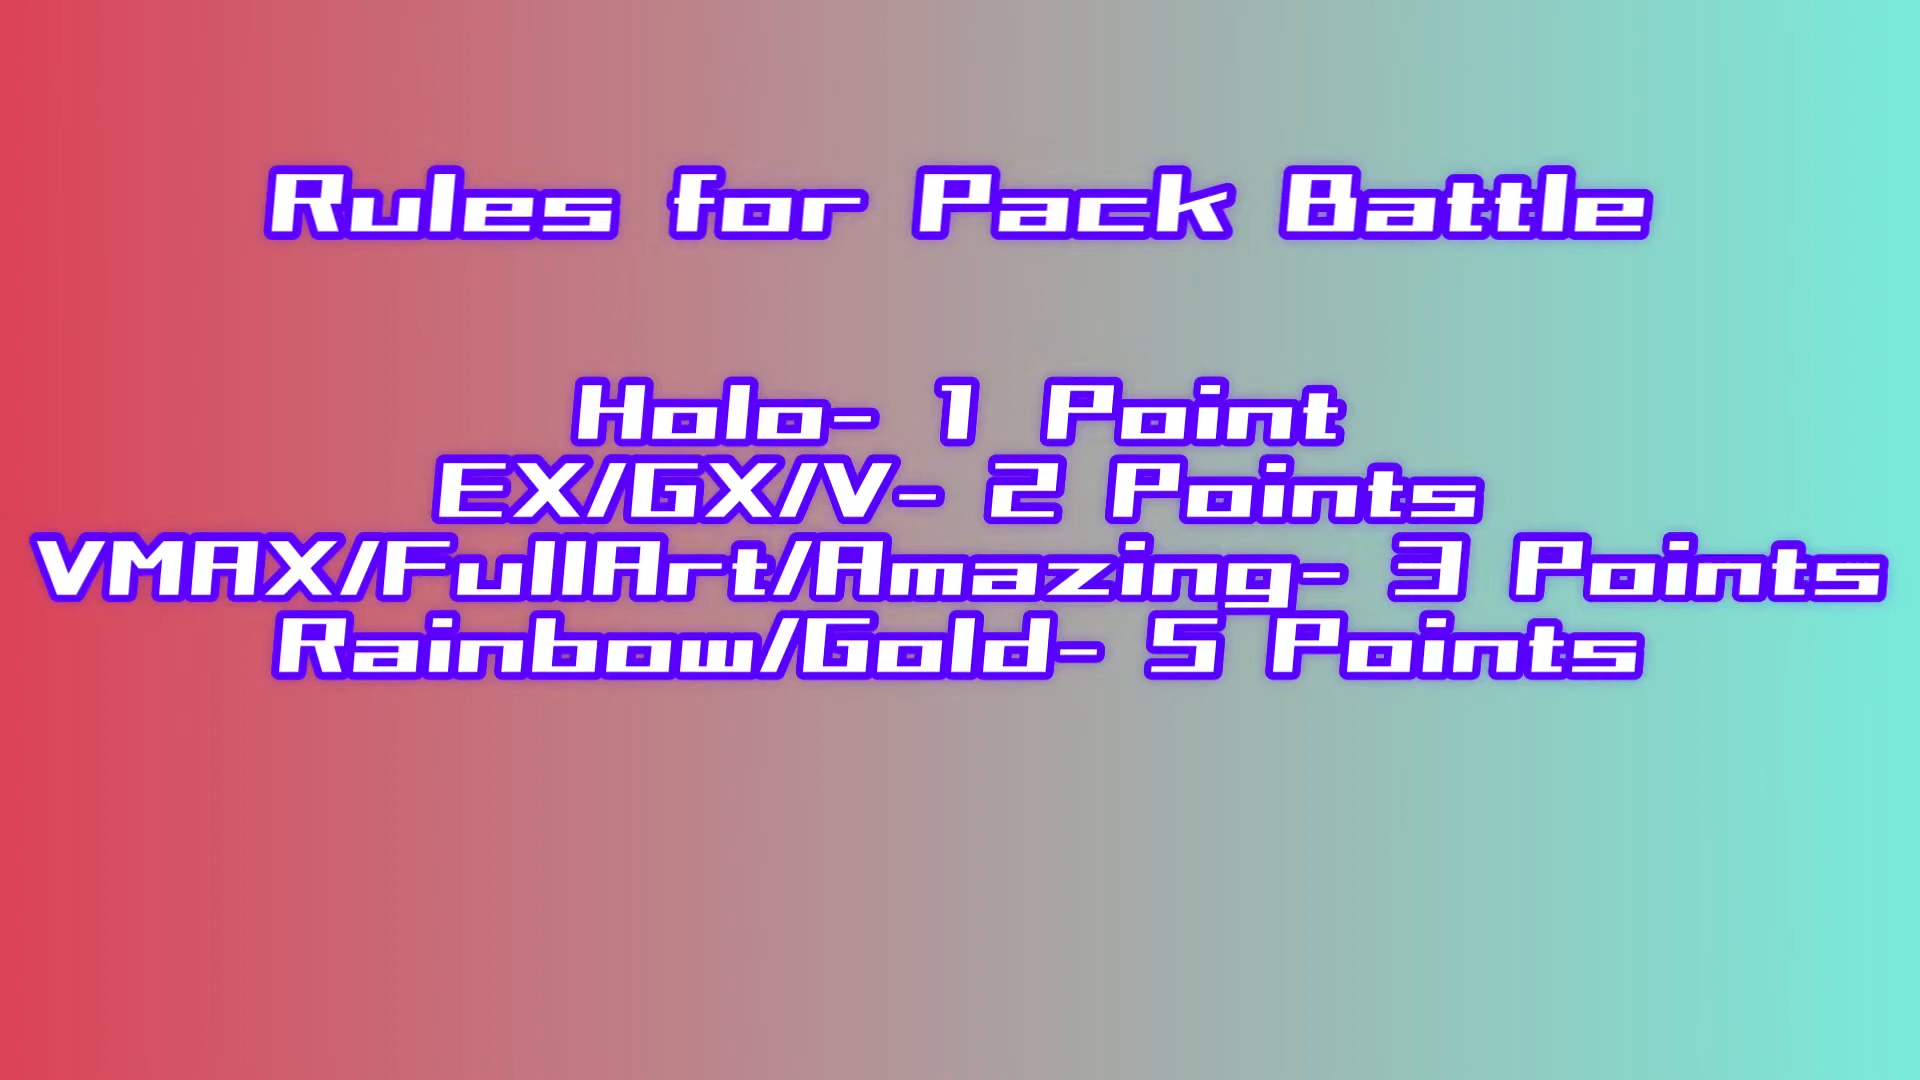 Rules for Pack Battle
Holo- 1 Point
EX/GX/V- 2 Points
VMAX/FullArt/Amazing- 3 Points
Rainbow/Gold- 5 Points